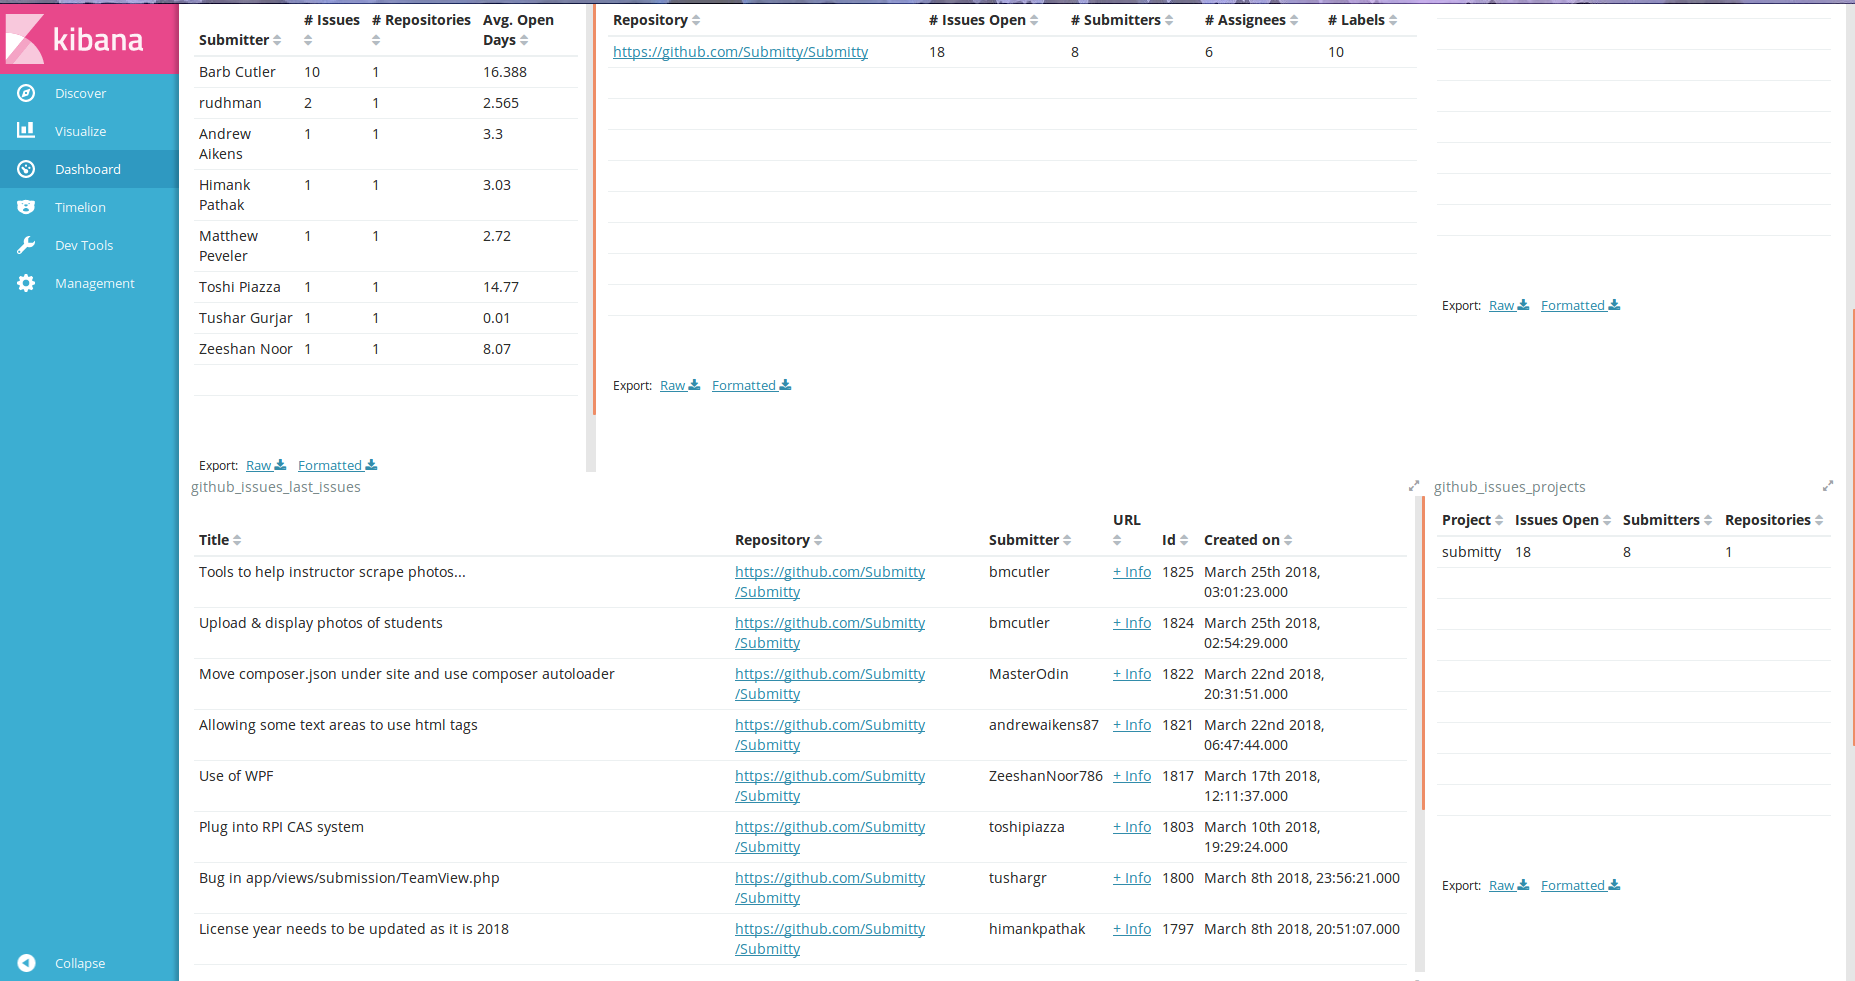 kibana
Discover
Visualize
Dashboard
Timelion
Dev Tools
Management
Collapse
# Issues # Repositories Avg. Open
Submitter Days
Barb Cutler 10 1 16.388
rudhman 2 1 2.565
Andrew 1 1 3.3
Aikens
Himank 1 1 3.03
Pathak
Matthew 1 1 2.72
Peveler
Toshi Piazza 1 1 14.77
Tushar Gurjar 1 1 0.01
Zeeshan Noor 1 1 8.07
Export: Raw Formatted
Repository # Issues Open # Submitters # Assignees # Labels
https://github.com/Submitty/Submitty 18 8 6 10
Export: Raw Formatted
Export: Raw Formatted
github_issues_last_issues
URL
Title Repository Submitter Id Created on
Tools to help instructor scrape photos... https://github.com/Submitty bmcutler + Info 1825 March 25th 2018,
/Submitty 03:01:23.000
Upload & display photos of students https://github.com/Submitty bmcutler + Info 1824 March 25th 2018,
/Submitty 02:54:29.000
Move composer.json under site and use composer autoloader https://github.com/Submitty MasterOdin + Info 1822 March 22nd 2018,
/Submitty 20:31:51.000
Allowing some text areas to use html tags https://github.com/Submitty andrewaikens87 + Info 1821 March 22nd 2018,
/Submitty 06:47:44.000
Use of WPF https://github.com/Submitty ZeeshanNoor786 + Info 1817 March 17th 2018,
/Submitty 12:11:37.000
Plug into RPI CAS system https://github.com/Submitty toshipiazza + Info 1803 March 10th 2018,
/Submitty 19:29:24.000
Bug in app/views/submission/TeamView.php https://github.com/Submitty tushargr + Info 1800 March 8th 2018, 23:56:21.000
/Submitty
License year needs to be updated as it is 2018 https://github.com/Submitty himankpathak + Info 1797 March 8th 2018, 20:51:07.000
/Submitty
github_issues_projects
Project Issues Open Submitters Repositories
submitty 18 8 1
Export: Raw Formatted